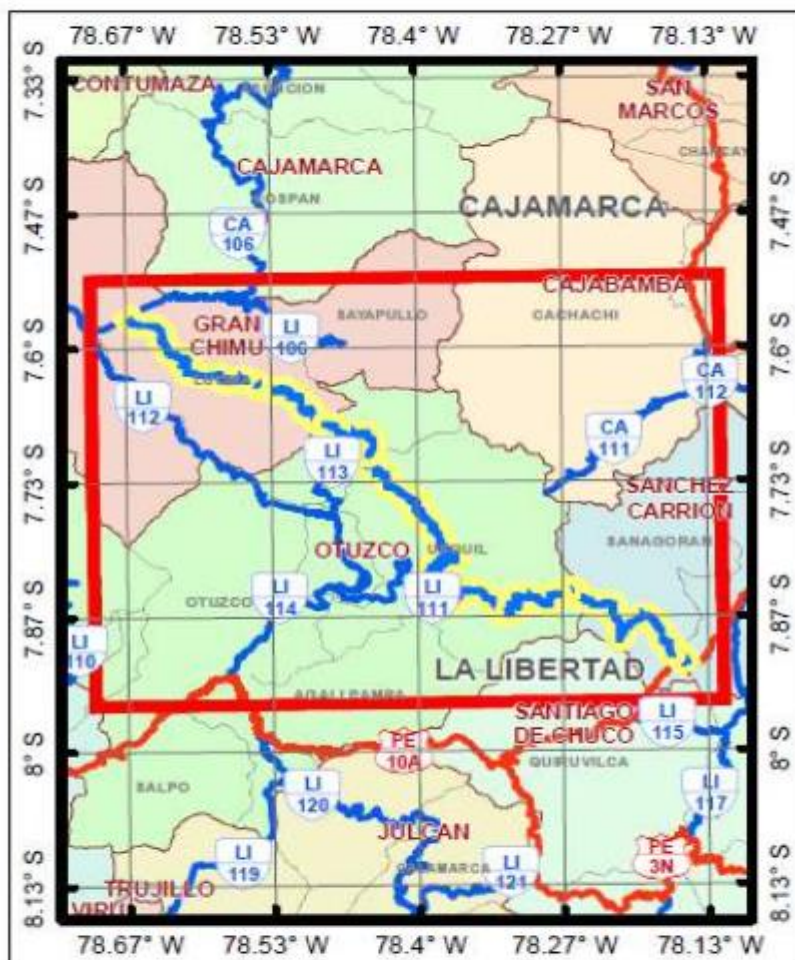 78.67° W 78.53° W 78.4° W 78.27° W 78.13° W
7.33° S
7.33° S
CONTUMAZA
SAN
MARCOS
CAJAMARCA
OSPAN
CAJAMARCA
7.47° S
7.47° S
CA
106
CAJABAMBA
SAYAPULLO
CACHACHI
GRAN
CHIMU
LI
106
7.6° S
7.6° S
CA
112
LI
112
CA
111
LI
113
7.73° S
7.73° S
SANCHEZ
CARRION
SANAGORAN
OTUZCO
OTUZCO
LI
114
LI
111
7.87° S
7.87° S
LI
110
LA LIBERTAD
AGALLPAMPA
SANTIAGO
DE CHUCO
LI
115
PE
10A
QUIRUVILCA
8° S
8° S
SALPO
LI
120
LI
117
JULCAN
PE
3N
LI
119
LI
121
8.13° S
8.13° S
TRUJILLO
VIRU
78.67° W 78.53° W 78.4° W 78.27° W 78.13° W